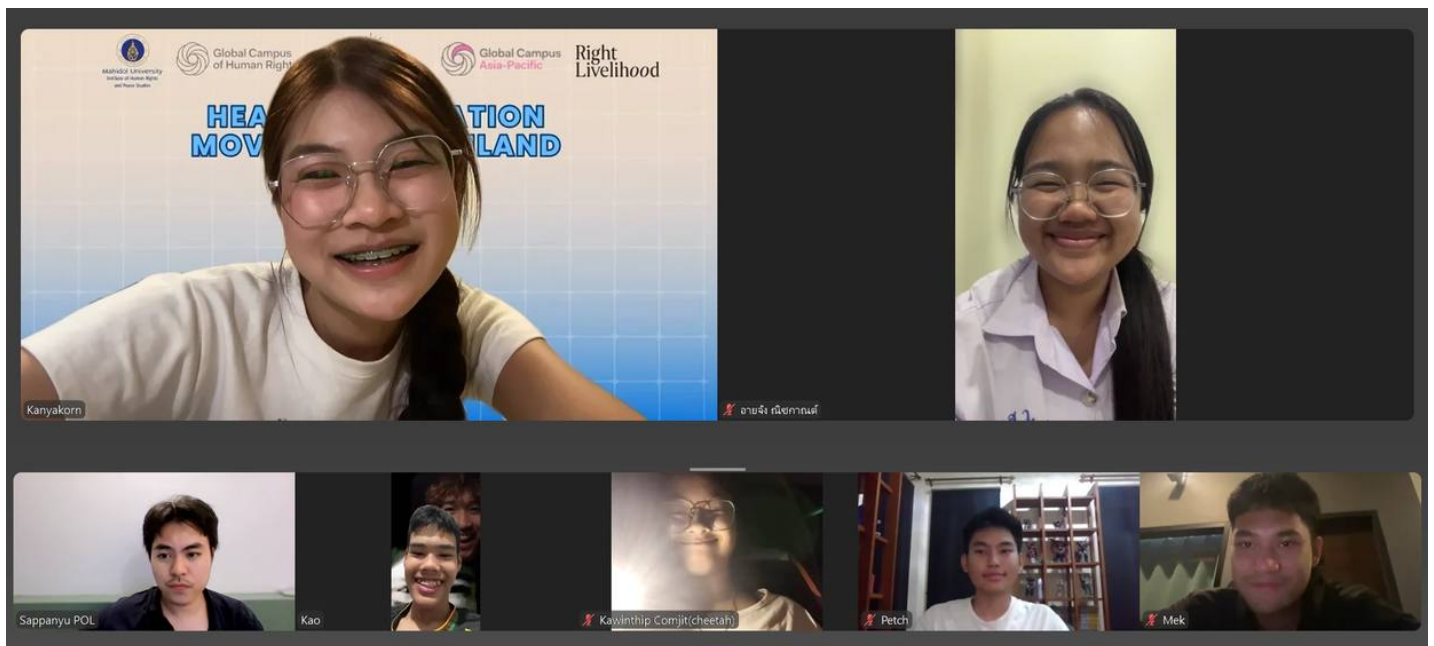 Mahidol University
Institute of Human Rights
and Peace Studies
Global Campus
of Human Right
Global Campus
Asia-Pacific
Right
Livelihood
HEA TION
MOV LAND
Kanyakorn
อายจัง ณิชกาณต์
Sappanyu POL
Kao
Kawinthip Comjit(cheetah)
Petch
Mek